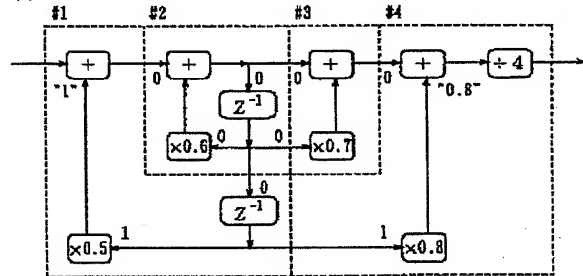 #1 #2 #3 #4
+ 0 + 0 0 + 0 + ÷4
"1" "0.8"
Z⁻¹
×0.6 0 0 ×0.7
0
Z⁻¹
×0.5 1 1 ×0.8